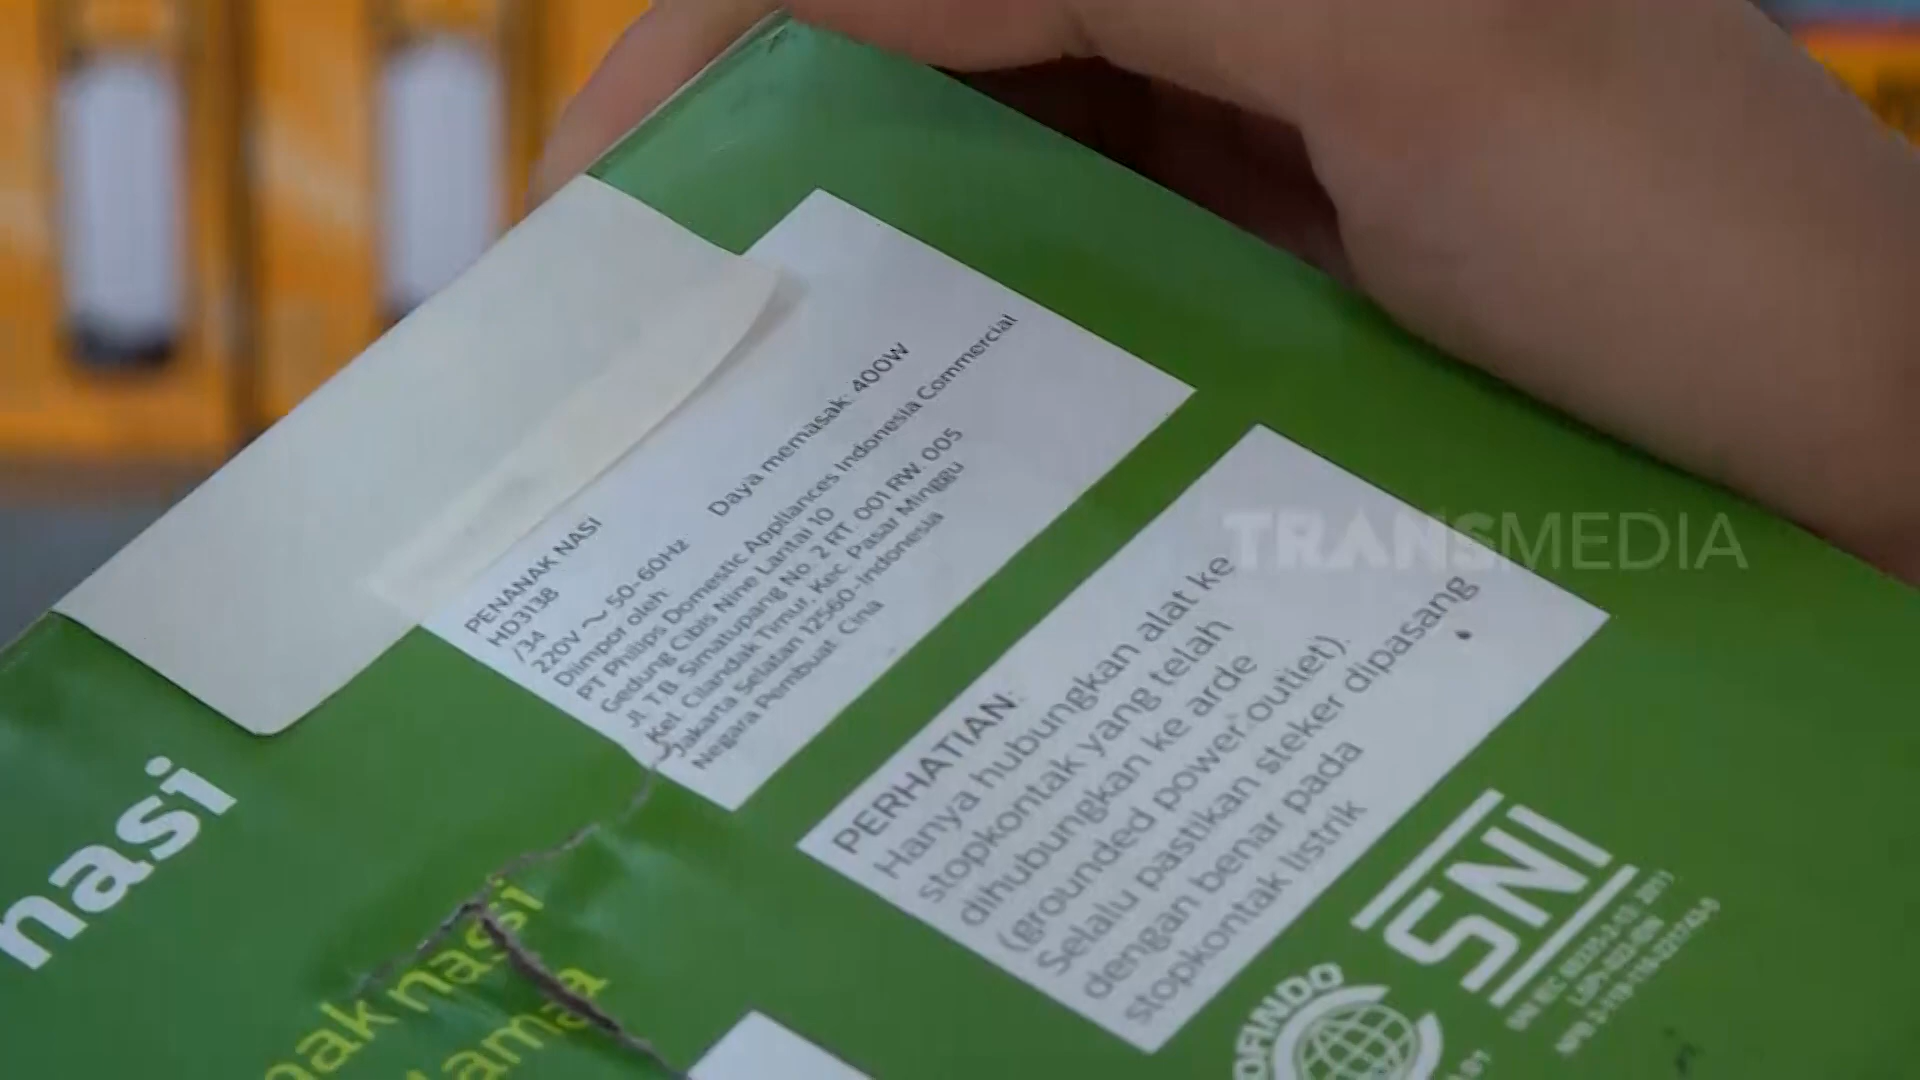 PENANAK NASI
HD3138
/34
220V ~ 50-60Hz Daya memasak: 400W
Diimpor oleh:
PT Philips Domestic Appliances Indonesia Commercial
Gedung Cibis Nine Lantai 10
Jl. T.B. Simatupang No. 2 RT. 001 RW. 005
Kel. Cilandak Timur, Kec. Pasar Minggu
Jakarta Selatan 12560-Indonesia
Negara Pembuat: Cina
PERHATIAN:
Hanya hubungkan alat ke
stopkontak yang telah
dihubungkan ke arde
(grounded power outlet).
Selalu pastikan steker dipasang
dengan benar pada
stopkontak listrik
TRANSMEDIA
nasi
nak nasi
lama
SNI
OFINDO